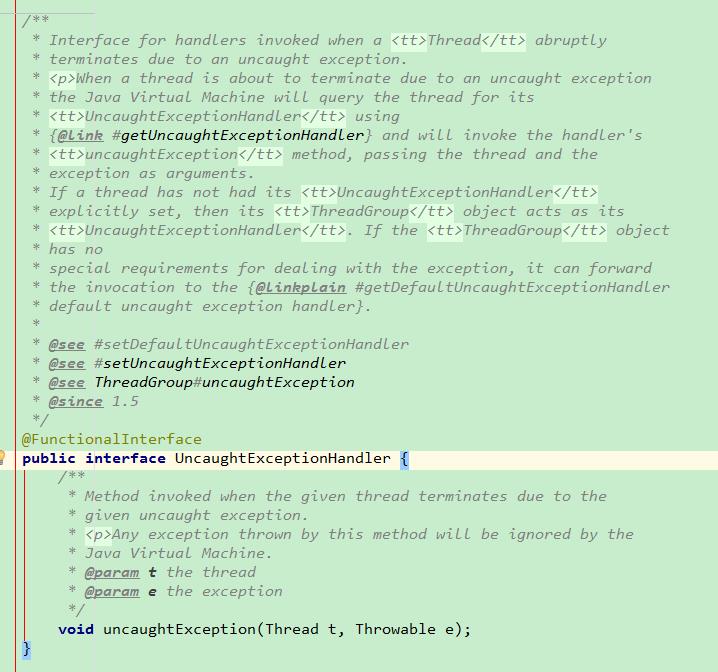 /**
 * Interface for handlers invoked when a <tt>Thread</tt> abruptly
 * terminates due to an uncaught exception.
 * <p>When a thread is about to terminate due to an uncaught exception
 * the Java Virtual Machine will query the thread for its
 * <tt>UncaughtExceptionHandler</tt> using
 * {@link #getUncaughtExceptionHandler} and will invoke the handler's
 * <tt>uncaughtException</tt> method, passing the thread and the
 * exception as arguments.
 * If a thread has not had its <tt>UncaughtExceptionHandler</tt>
 * explicitly set, then its <tt>ThreadGroup</tt> object acts as its
 * <tt>UncaughtExceptionHandler</tt>. If the <tt>ThreadGroup</tt> object
 * has no
 * special requirements for dealing with the exception, it can forward
 * the invocation to the {@linkplain #getDefaultUncaughtExceptionHandler
 * default uncaught exception handler}.
 *
 * @see #setDefaultUncaughtExceptionHandler
 * @see #setUncaughtExceptionHandler
 * @see ThreadGroup#uncaughtException
 * @since 1.5
 */
@FunctionalInterface
public interface UncaughtExceptionHandler {
    /**
     * Method invoked when the given thread terminates due to the
     * given uncaught exception.
     * <p>Any exception thrown by this method will be ignored by the
     * Java Virtual Machine.
     * @param t the thread
     * @param e the exception
     */
    void uncaughtException(Thread t, Throwable e);
}